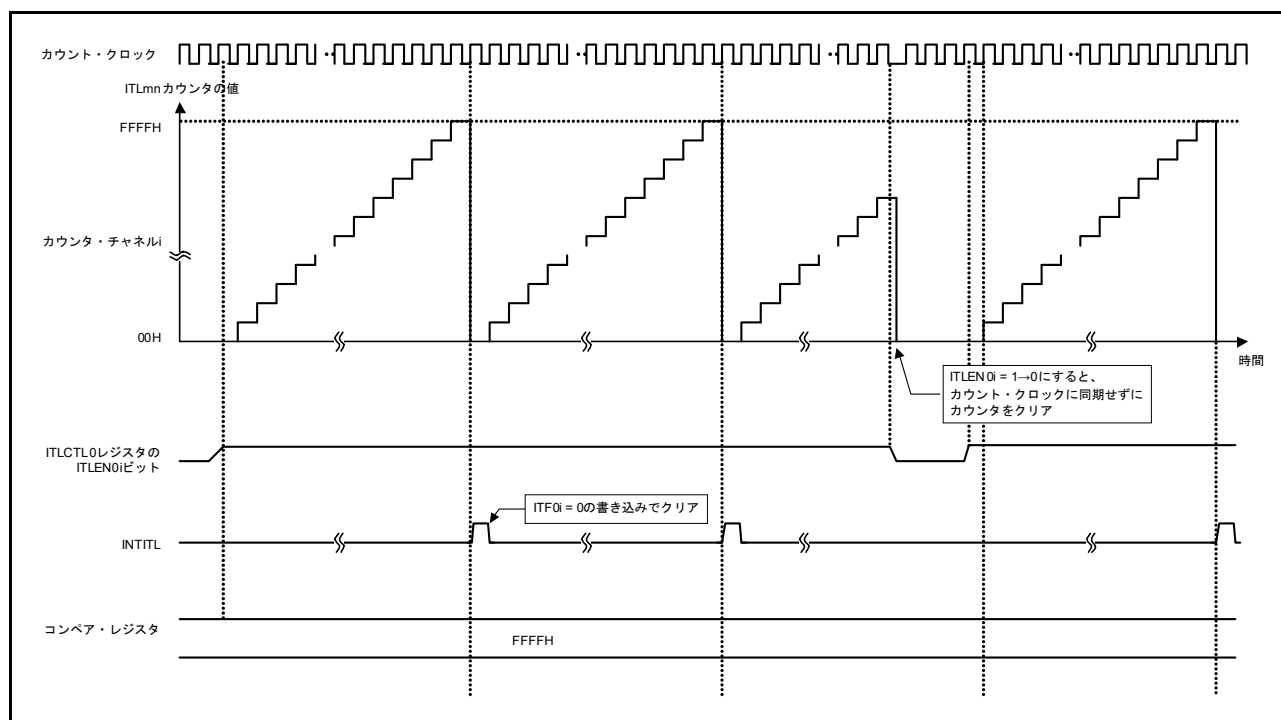 カウント・クロック
ITLmnカウンタの値
FFFFH
カウンタ・チャネルi
00H
時間
ITLEN0i = 1→0にすると、
カウント・クロックに同期せずに
カウンタをクリア
ITLCTL0レジスタの
ITLEN0iビット
ITF0i = 0の書き込みでクリア
INTITL
コンペア・レジスタ
FFFFH